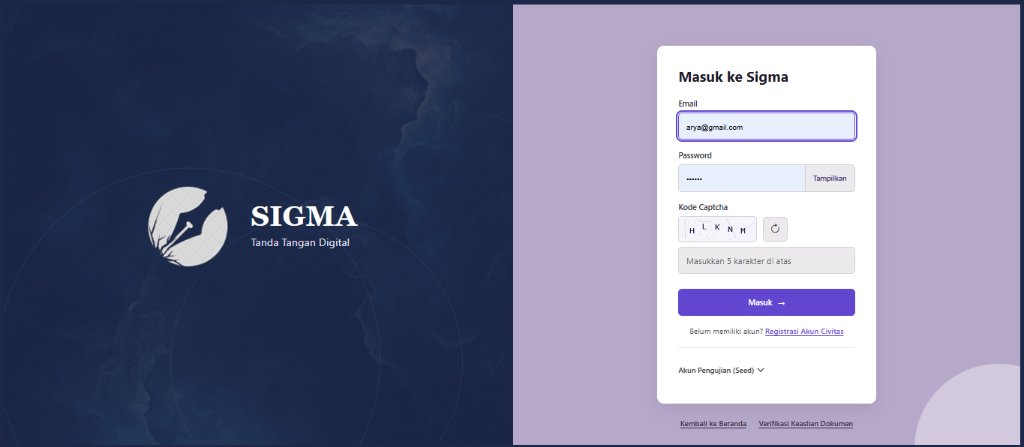 SIGMA
Tanda Tangan Digital
Masuk ke Sigma
Email
arya@gmail.com
Password
•••••• Tampilkan
Kode Captcha
H L K N M
Masukkan 5 karakter di atas
Masuk →
Belum memiliki akun? Registrasi Akun Civitas
Akun Pengujian (Seed)
Kembali ke Beranda Verifikasi Keaslian Dokumen